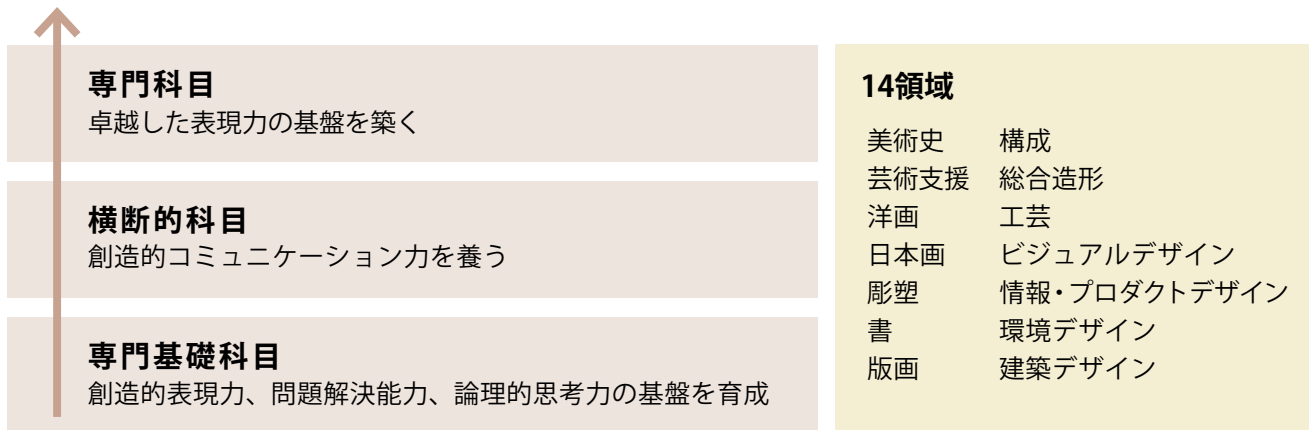 専門科目
卓越した表現力の基盤を築く
横断的科目
創造的コミュニケーション力を養う
専門基礎科目
創造的表現力、問題解決能力、論理的思考力の基盤を育成
14領域
美術史 構成
芸術支援 総合造形
洋画 工芸
日本画 ビジュアルデザイン
彫塑 情報・プロダクトデザイン
書 環境デザイン
版画 建築デザイン